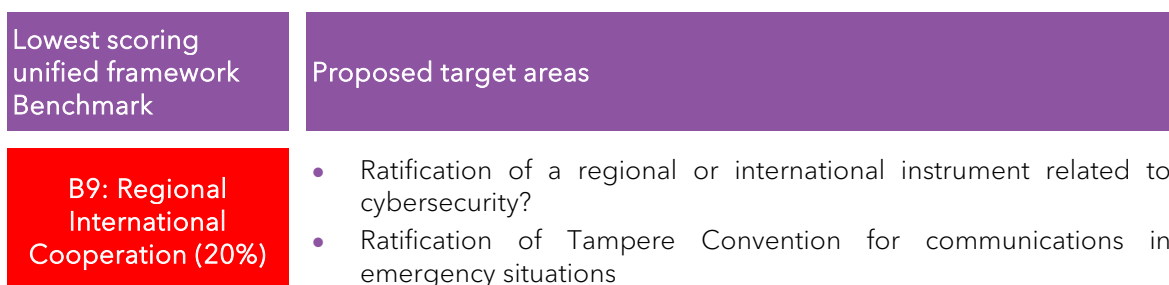 Lowest scoring
unified framework
Benchmark
Proposed target areas
B9: Regional
International
Cooperation (20%)
• Ratification of a regional or international instrument related to
cybersecurity?
• Ratification of Tampere Convention for communications in
emergency situations